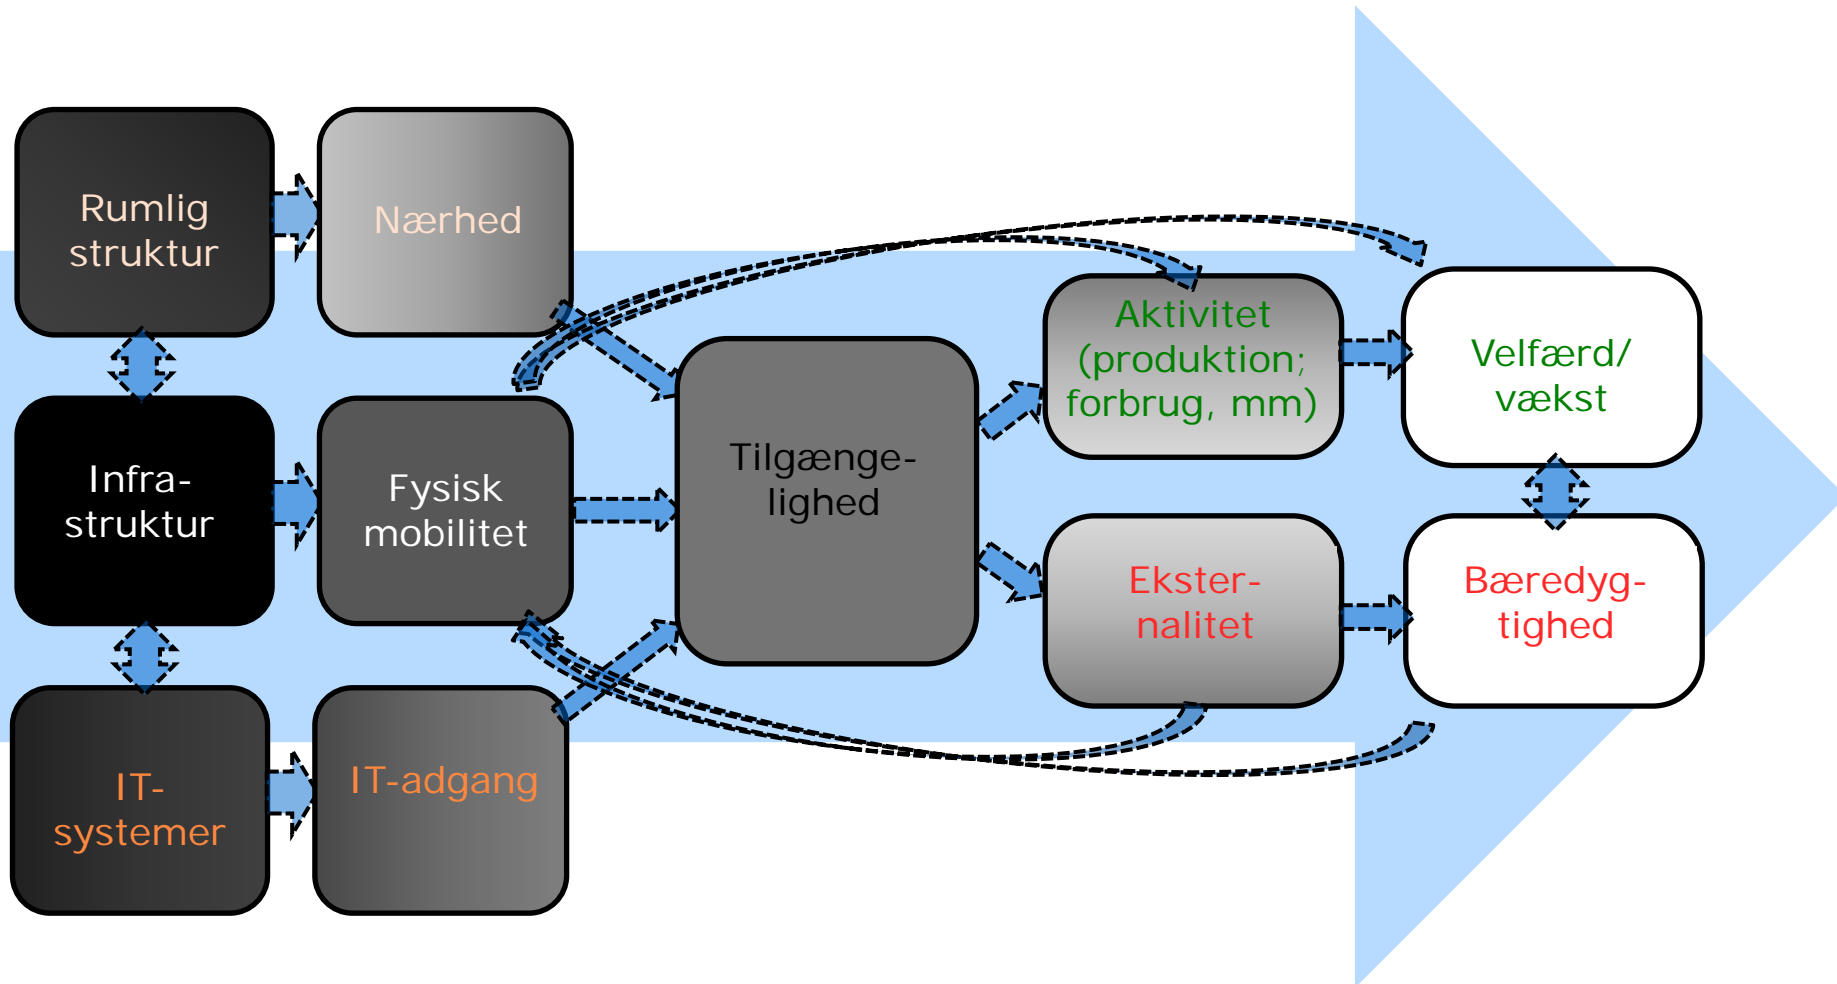 Rumlig
struktur
Nærhed
Infra-
struktur
Fysisk
mobilitet
IT-
systemer
IT-adgang
Tilgænge-
lighed
Aktivitet
(produktion;
forbrug, mm)
Velfærd/
vækst
Ekster-
nalitet
Bæredyg-
tighed